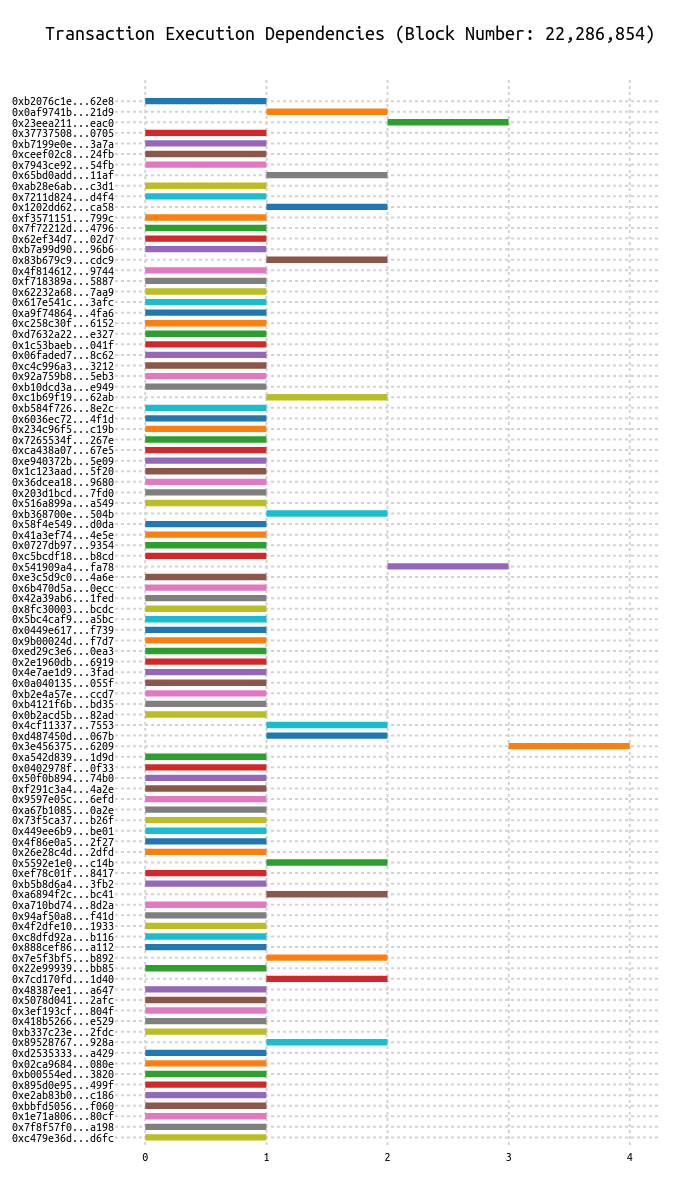 Transaction Execution Dependencies (Block Number: 22,286,854)
0xb2076c1e...62e8
0x0af9741b...21d9
0x23eea211...eac0
0x37737508...0705
0xb7199e0e...3a7a
0xceef02c8...24fb
0x7943ce92...54fb
0x65bd0add...11af
0xab28e6ab...c3d1
0x7211d824...d4f4
0x1202dd62...ca58
0xf3571151...799c
0x7f72212d...4796
0x62ef34d7...02d7
0xb7a99d90...96b6
0x83b679c9...cdc9
0x4f814612...9744
0xf718389a...5887
0x62232a68...7aa9
0x617e541c...3afc
0xa9f74864...4fa6
0xc258c30f...6152
0xd7632a22...e327
0x1c53baeb...041f
0x06faded7...8c62
0xc4c996a3...3212
0x92a759b8...5eb3
0xb10dcd3a...e949
0xc1b69f19...62ab
0xb584f726...8e2c
0x6036ec72...4f1d
0x234c96f5...c19b
0x7265534f...267e
0xca438a07...67e5
0xe940372b...5e09
0x1c123aad...5f20
0x36dcea18...9680
0x203d1bcd...7fd0
0x516a899a...a549
0xb368700e...504b
0x58f4e549...d0da
0x41a3ef74...4e5e
0x0727db97...9354
0xc5bcdf18...b8cd
0x541909a4...fa78
0xe3c5d9c0...4a6e
0x6b470d5a...0ecc
0x42a39ab6...1fed
0x8fc30003...bcdc
0x5bc4caf9...a5bc
0x0449e617...f739
0x9b00024d...f7d7
0xed29c3e6...0ea3
0x2e1960db...6919
0x4e7ae1d9...3fad
0x0a040135...055f
0xb2e4a57e...ccd7
0xb4121f6b...bd35
0x0b2acd5b...82ad
0x4cf11337...7553
0xd487450d...067b
0x3e456375...6209
0xa542d839...1d9d
0x0402978f...0f33
0x50f0b894...74b0
0xf291c3a4...4a2e
0x9597e05c...6efd
0xa67b1085...0a2e
0x73f5ca37...b26f
0x449ee6b9...be01
0x4f86e0a5...2f27
0x26e28c4d...2dfd
0x5592e1e0...c14b
0xef78c01f...8417
0xb5b8d6a4...3fb2
0xa6894f2c...bc41
0xa710bd74...8d2a
0x94af50a8...f41d
0x4f2dfe10...1933
0xc8dfd92a...b116
0x888cef86...a112
0x7e5f3bf5...b892
0x22e99939...bb85
0x7cd170fd...1d40
0x48387ee1...a647
0x5078d041...2afc
0x3ef193cf...804f
0x418b5266...e529
0xb337c23e...2fdc
0x89528767...928a
0xd2535333...a429
0x02ca9684...080e
0xb00554ed...3820
0x895d0e95...499f
0xe2ab83b0...c186
0xbbfd5056...f060
0x1e71a806...80cf
0x7f8f57f0...a198
0xc479e36d...d6fc
0 1 2 3 4